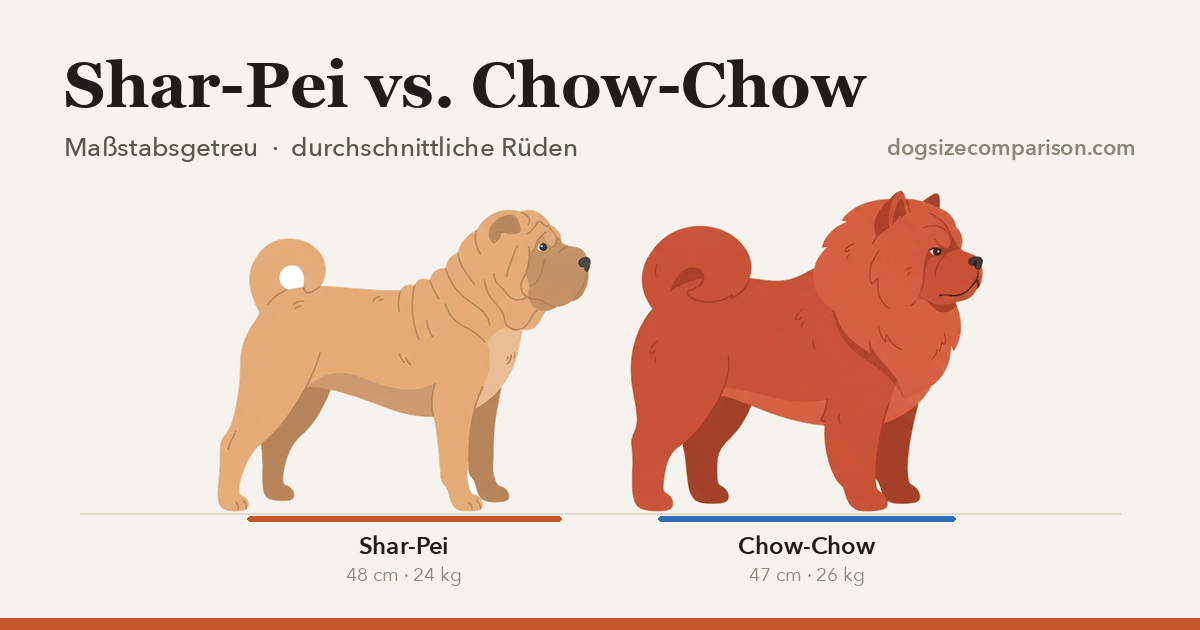 Shar-Pei vs. Chow-Chow
Maßstabsgetreu · durchschnittliche Rüden
dogsizecomparison.com
Shar-Pei
48 cm · 24 kg
Chow-Chow
47 cm · 26 kg